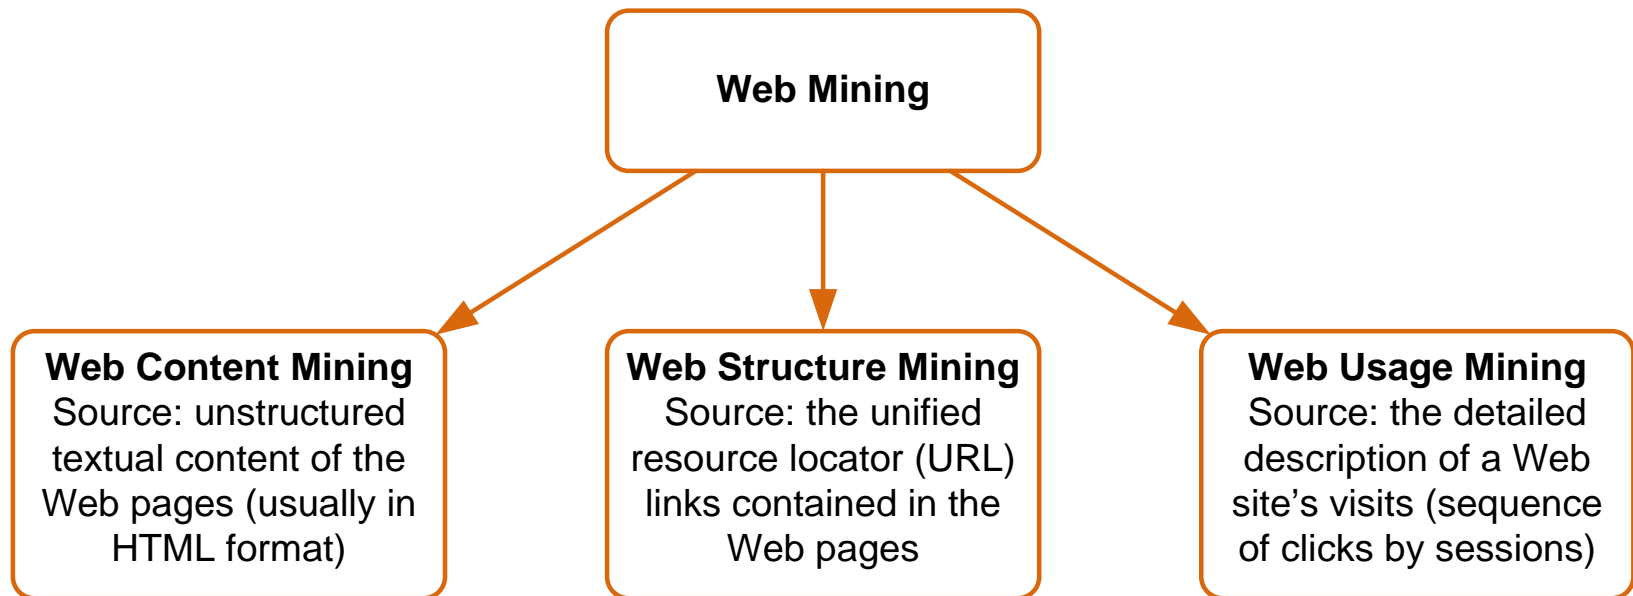 Web Mining
Web Content Mining
Source: unstructured
textual content of the
Web pages (usually in
HTML format)
Web Structure Mining
Source: the unified
resource locator (URL)
links contained in the
Web pages
Web Usage Mining
Source: the detailed
description of a Web
site’s visits (sequence
of clicks by sessions)